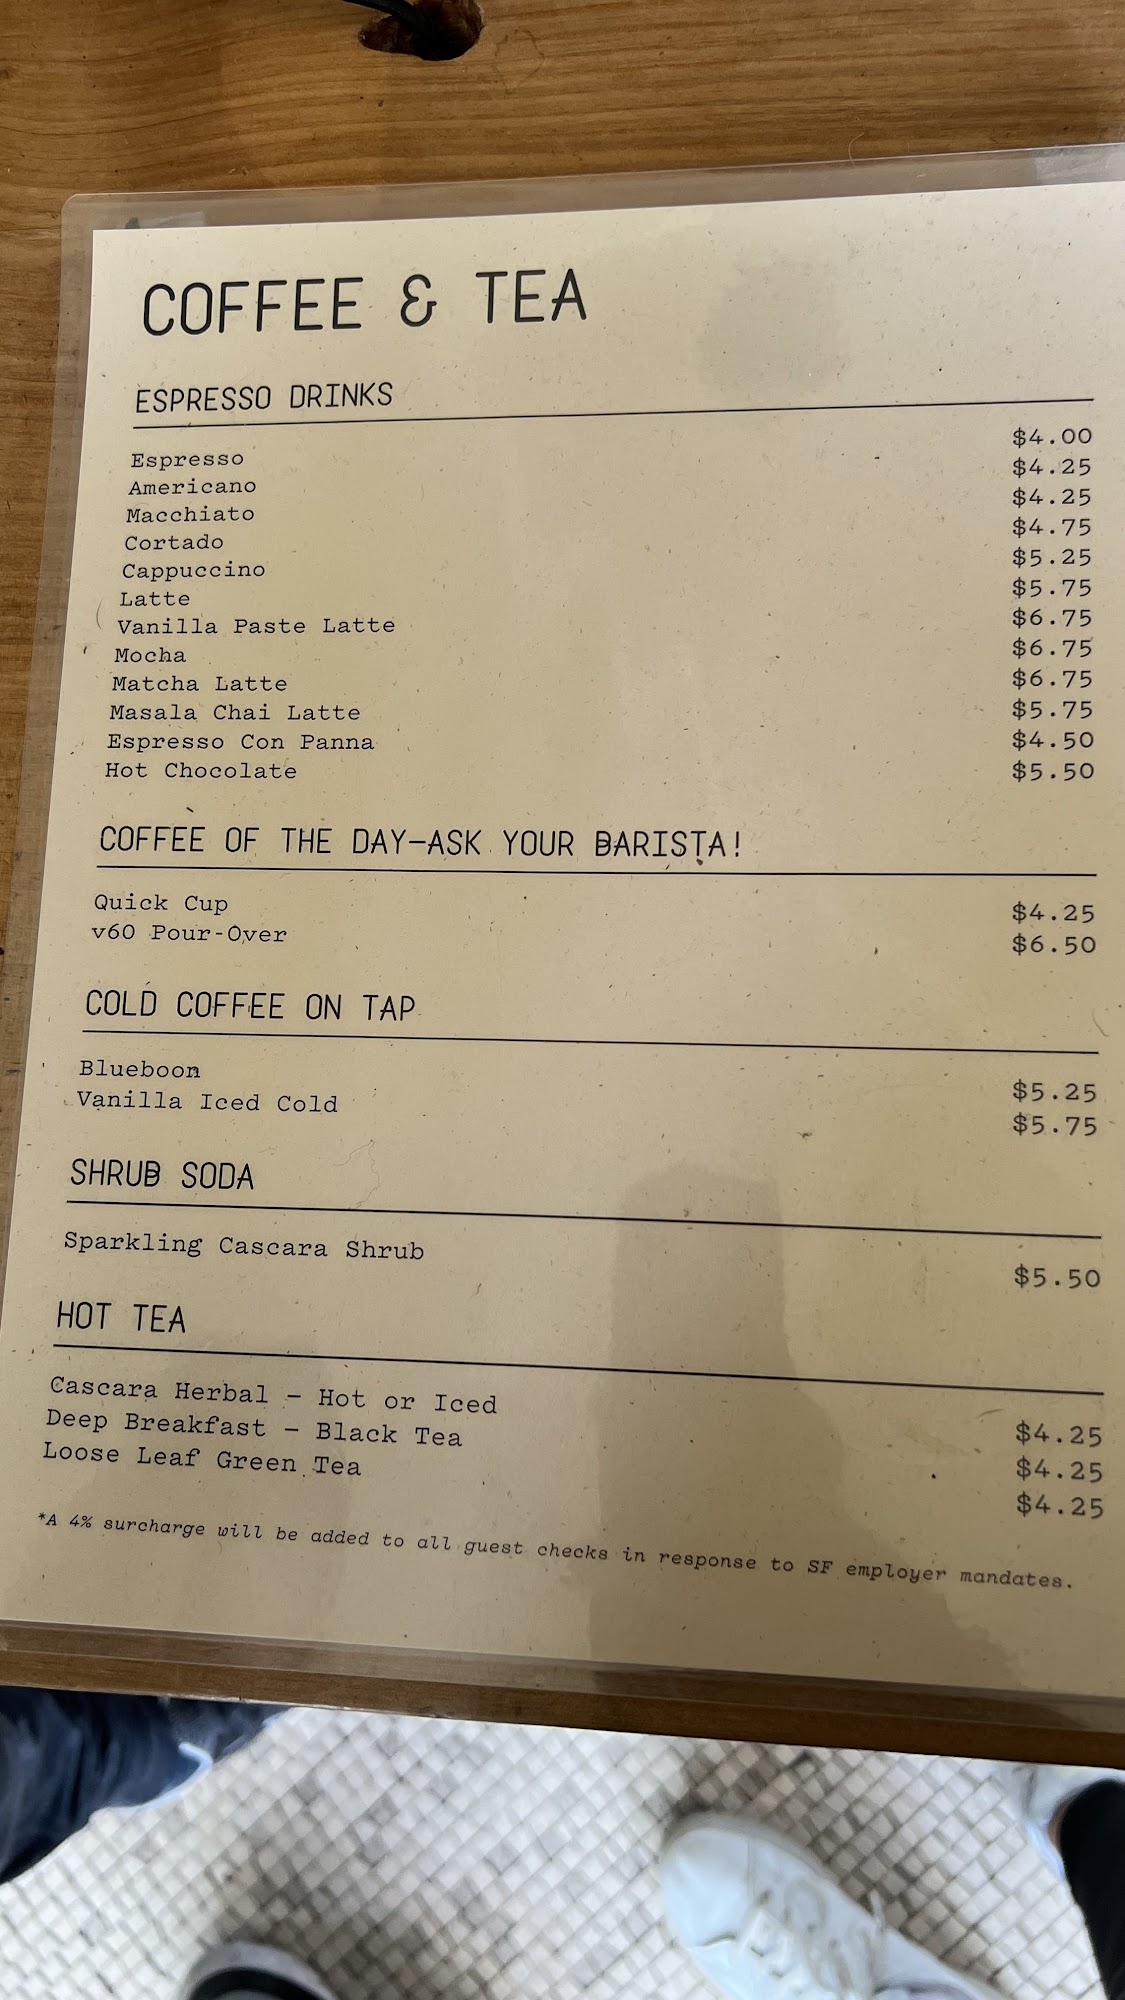 COFFEE & TEA
ESPRESSO DRINKS
Espresso $4.00
Americano $4.25
Macchiato $4.25
Cortado $4.75
Cappuccino $5.25
Latte $5.75
Vanilla Paste Latte $6.75
Mocha $6.75
Matcha Latte $6.75
Masala Chai Latte $5.75
Espresso Con Panna $4.50
Hot Chocolate $5.50
COFFEE OF THE DAY—ASK YOUR BARISTA!
Quick Cup $4.25
v60 Pour-Over $6.50
COLD COFFEE ON TAP
Blueboon $5.25
Vanilla Iced Cold $5.75
SHRUB SODA
Sparkling Cascara Shrub $5.50
HOT TEA
Cascara Herbal — Hot or Iced $4.25
Deep Breakfast — Black Tea $4.25
Loose Leaf Green Tea $4.25
*A 4% surcharge will be added to all guest checks in response to SF employer mandates.